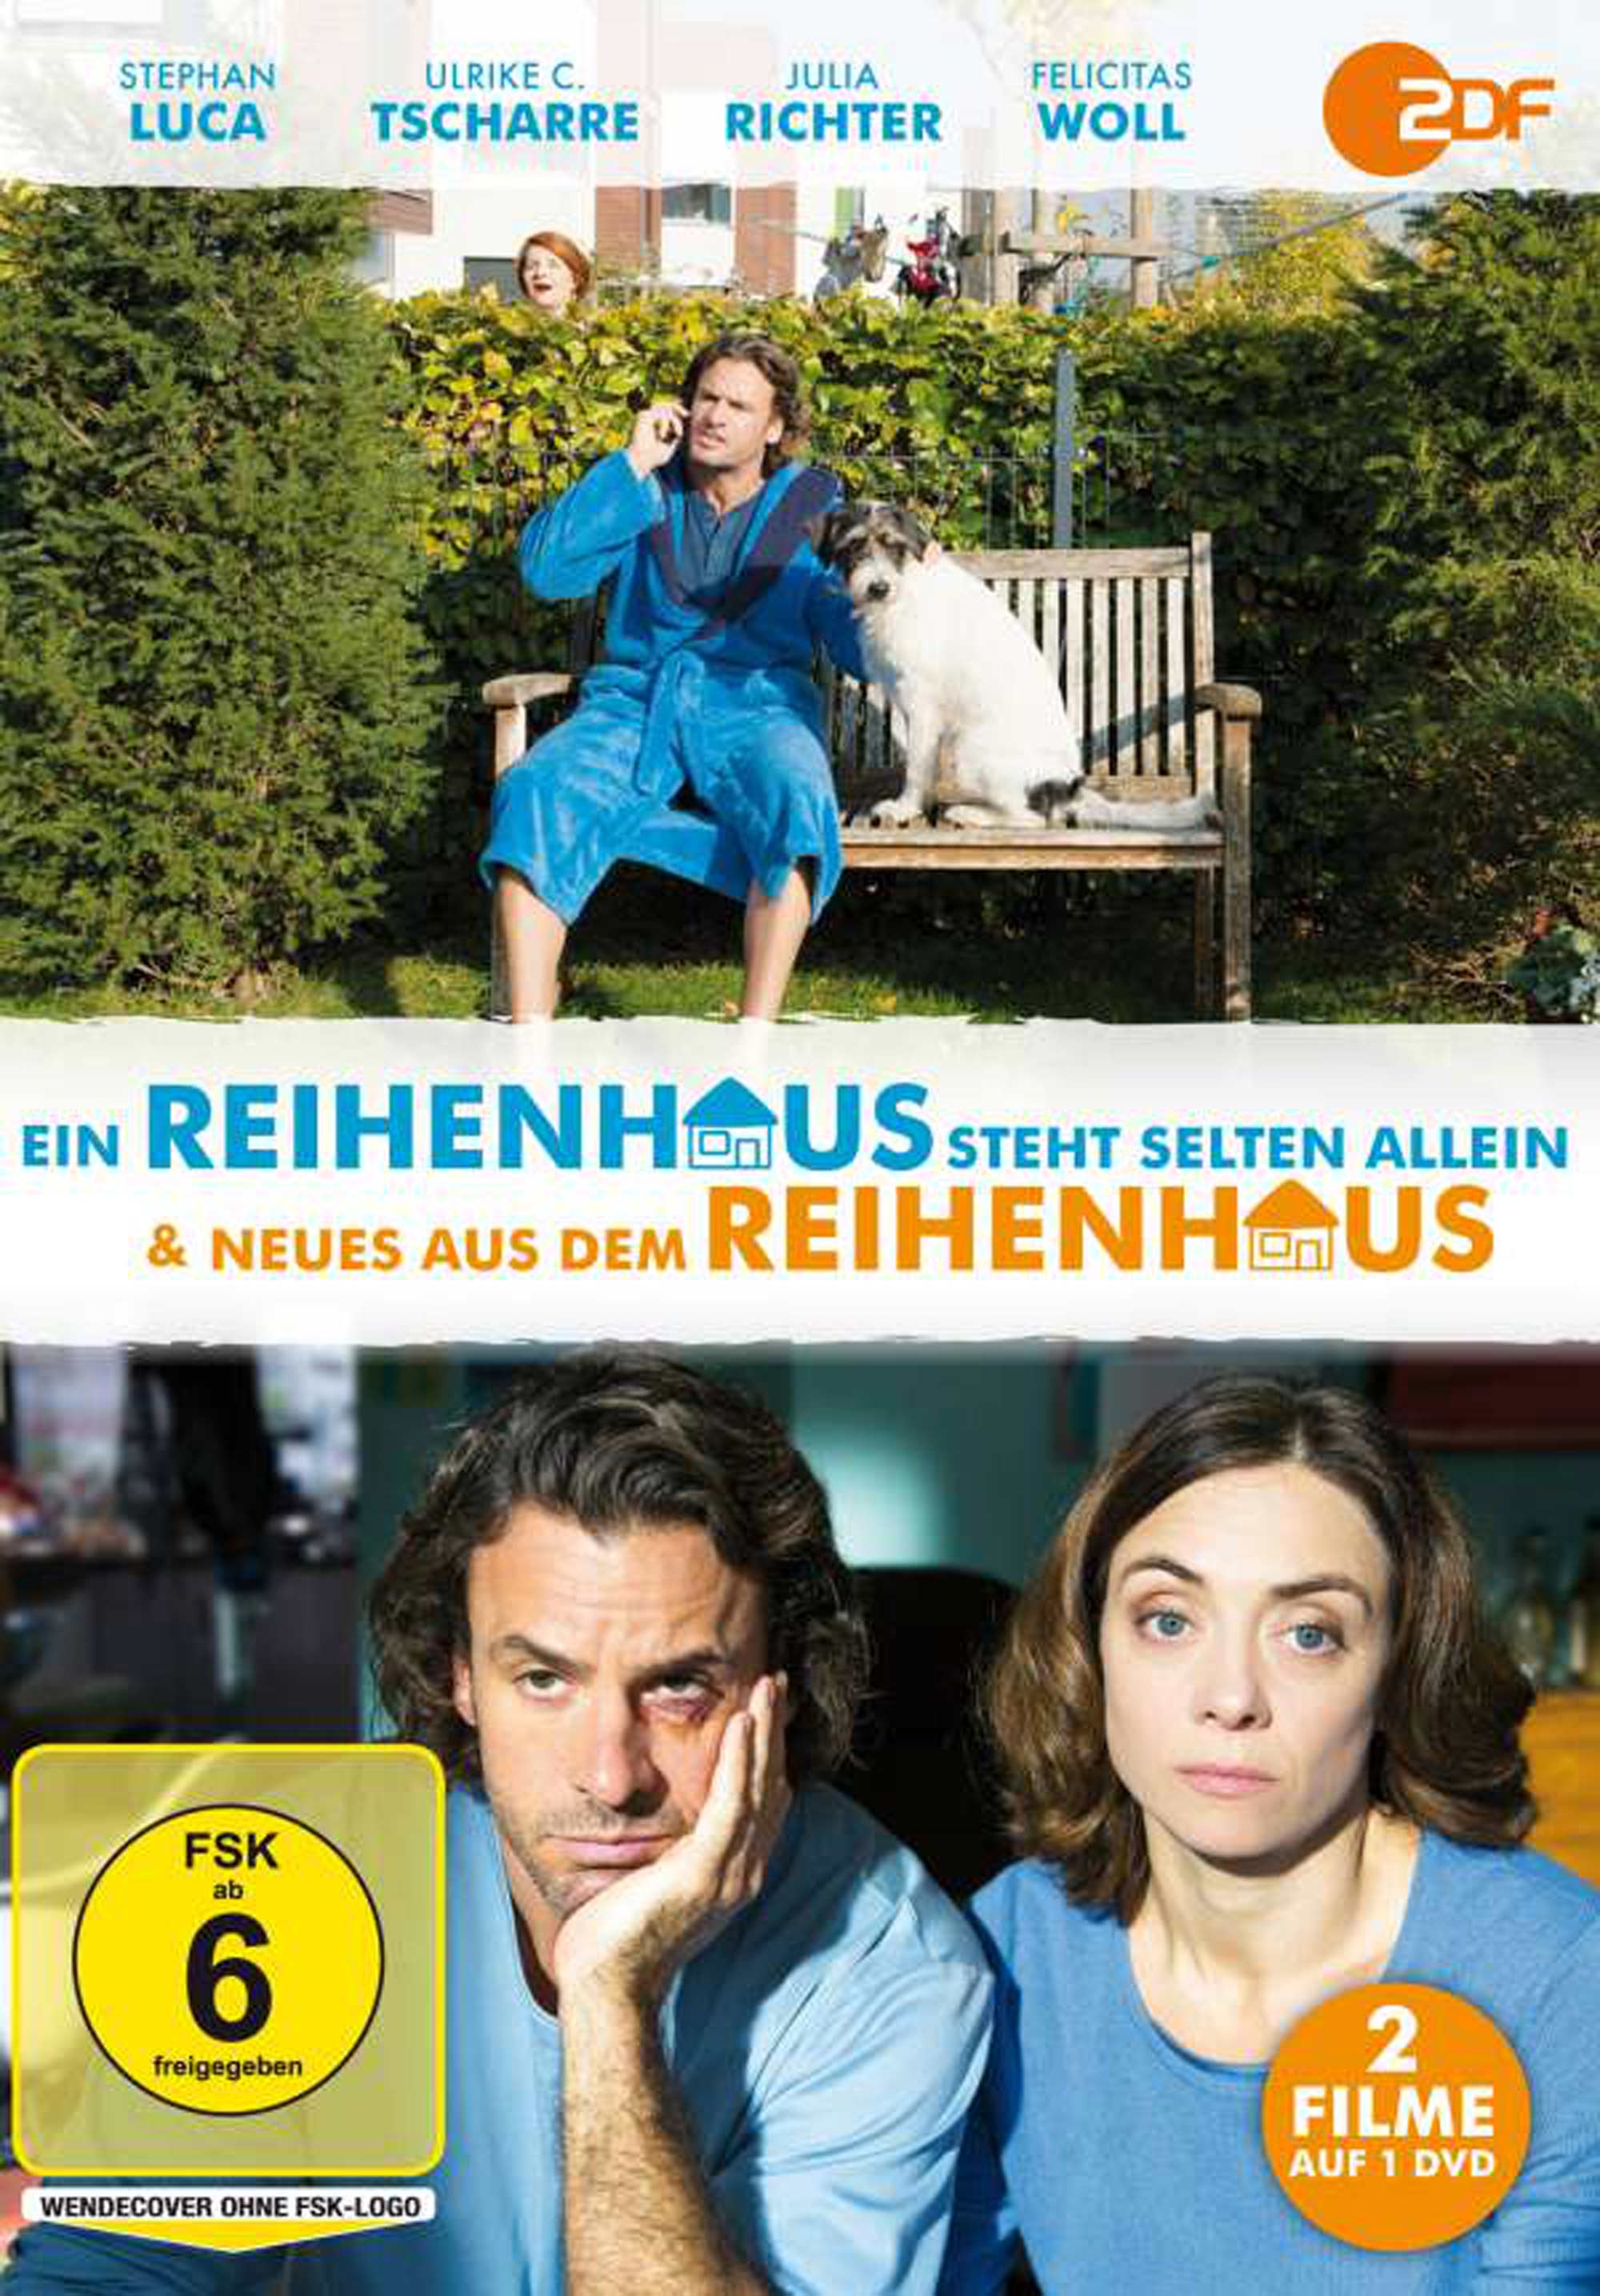 STEPHAN LUCA
ULRIKE C. TSCHARRE
JULIA RICHTER
FELICITAS WOLL
ZDF
EIN REIHENHAUS STEHT SELTEN ALLEIN
& NEUES AUS DEM REIHENHAUS
FSK
ab
6
freigegeben
WENDECOVER OHNE FSK-LOGO
2
FILME
AUF 1 DVD